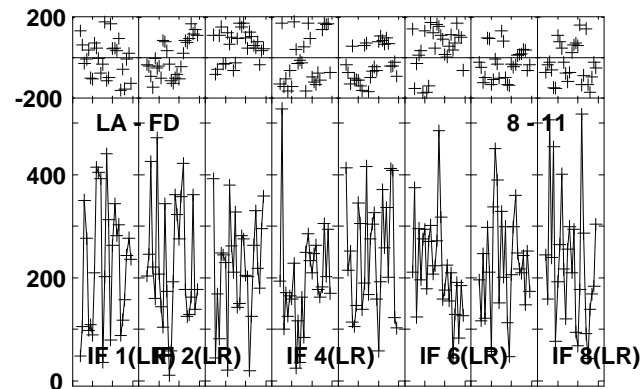 200
-200
LA - FD 8 - 11
400
200
IF 1(LR) IF 2(LR) IF 4(LR) IF 6(LR) IF 8(LR)
0